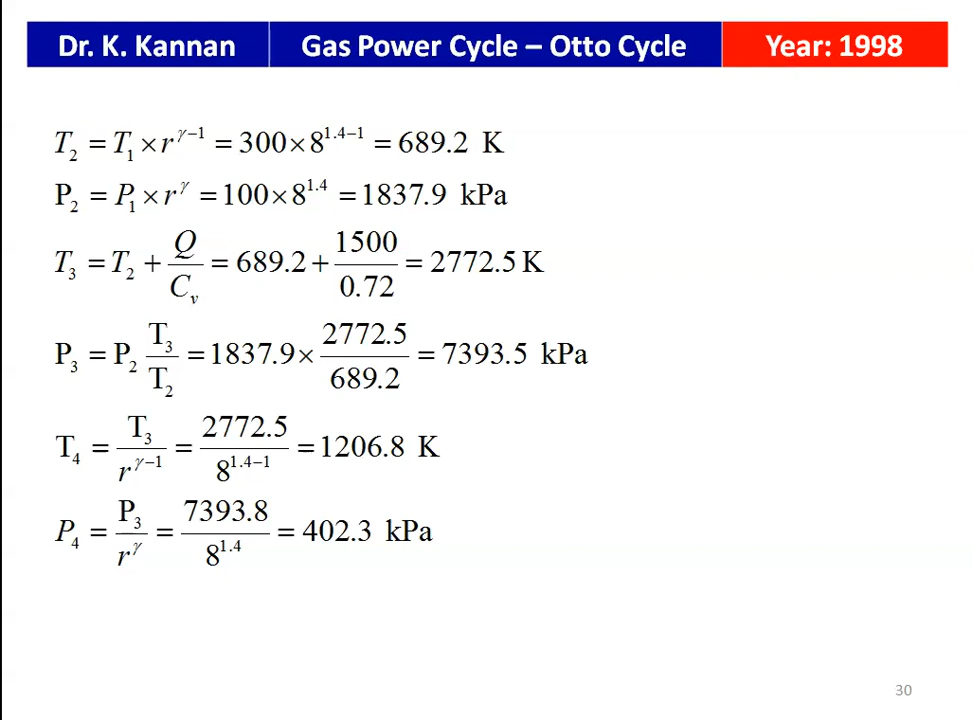 Dr. K. Kannan Gas Power Cycle – Otto Cycle Year: 1998
T₂ = T₁ × r^(γ−1) = 300 × 8^(1.4−1) = 689.2 K
P₂ = P₁ × r^γ = 100 × 8^1.4 = 1837.9 kPa
T₃ = T₂ + Q/Cᵥ = 689.2 + 1500/0.72 = 2772.5 K
P₃ = P₂ T₃/T₂ = 1837.9 × 2772.5/689.2 = 7393.5 kPa
T₄ = T₃/r^(γ−1) = 2772.5/8^(1.4−1) = 1206.8 K
P₄ = P₃/r^γ = 7393.8/8^1.4 = 402.3 kPa
30